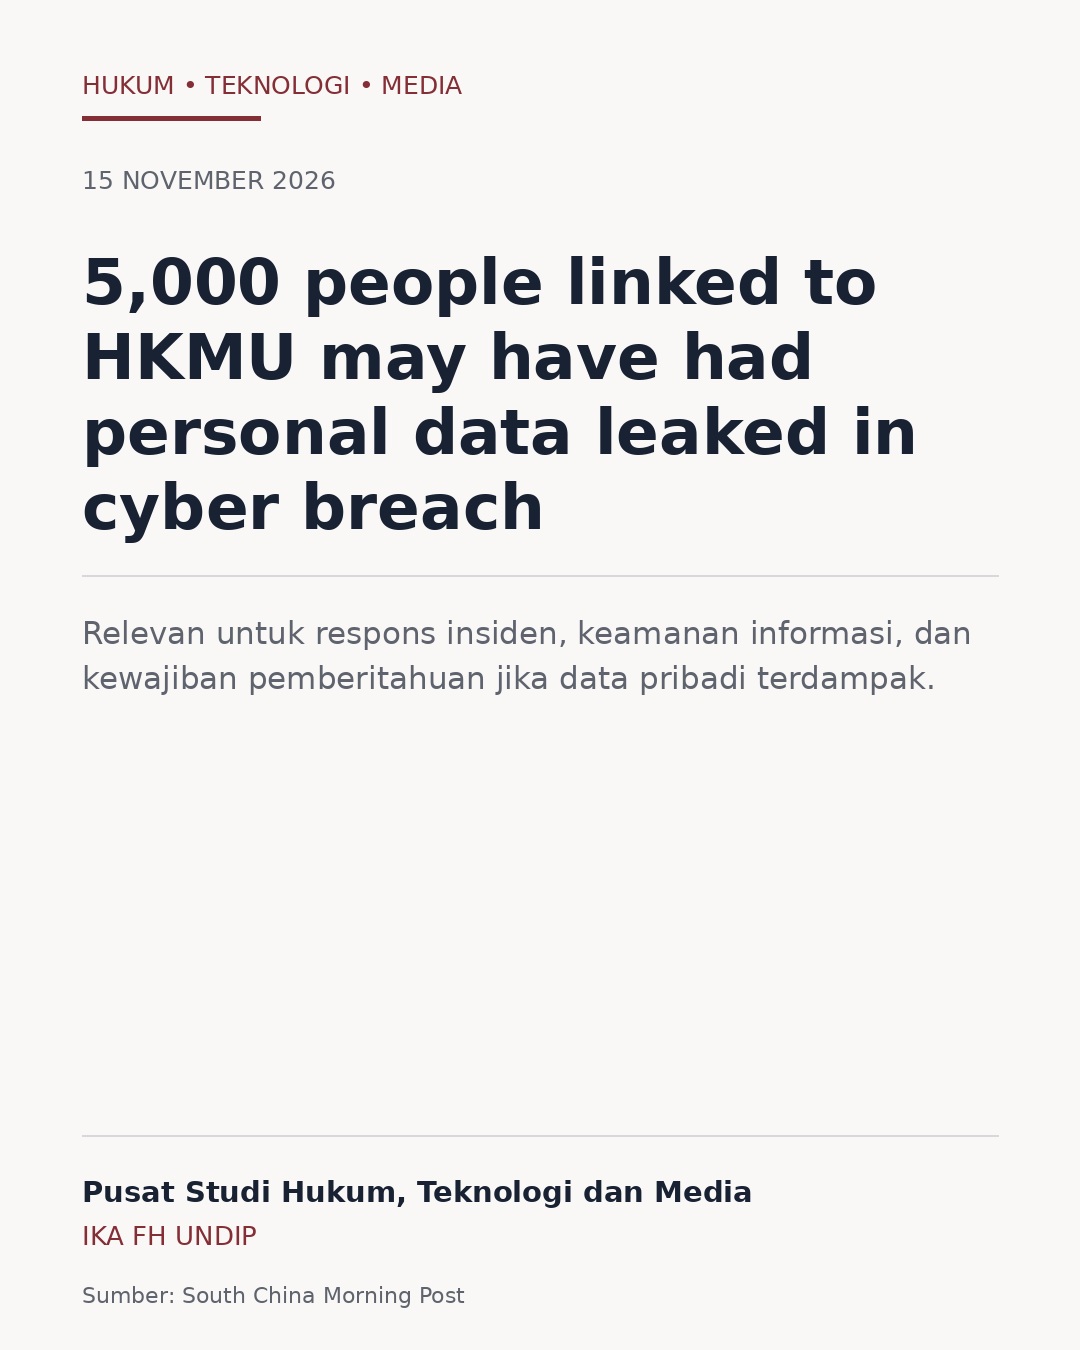 HUKUM • TEKNOLOGI • MEDIA
15 NOVEMBER 2026
5,000 people linked to
HKMU may have had
personal data leaked in
cyber breach
Relevan untuk respons insiden, keamanan informasi, dan
kewajiban pemberitahuan jika data pribadi terdampak.
Pusat Studi Hukum, Teknologi dan Media
IKA FH UNDIP
Sumber: South China Morning Post